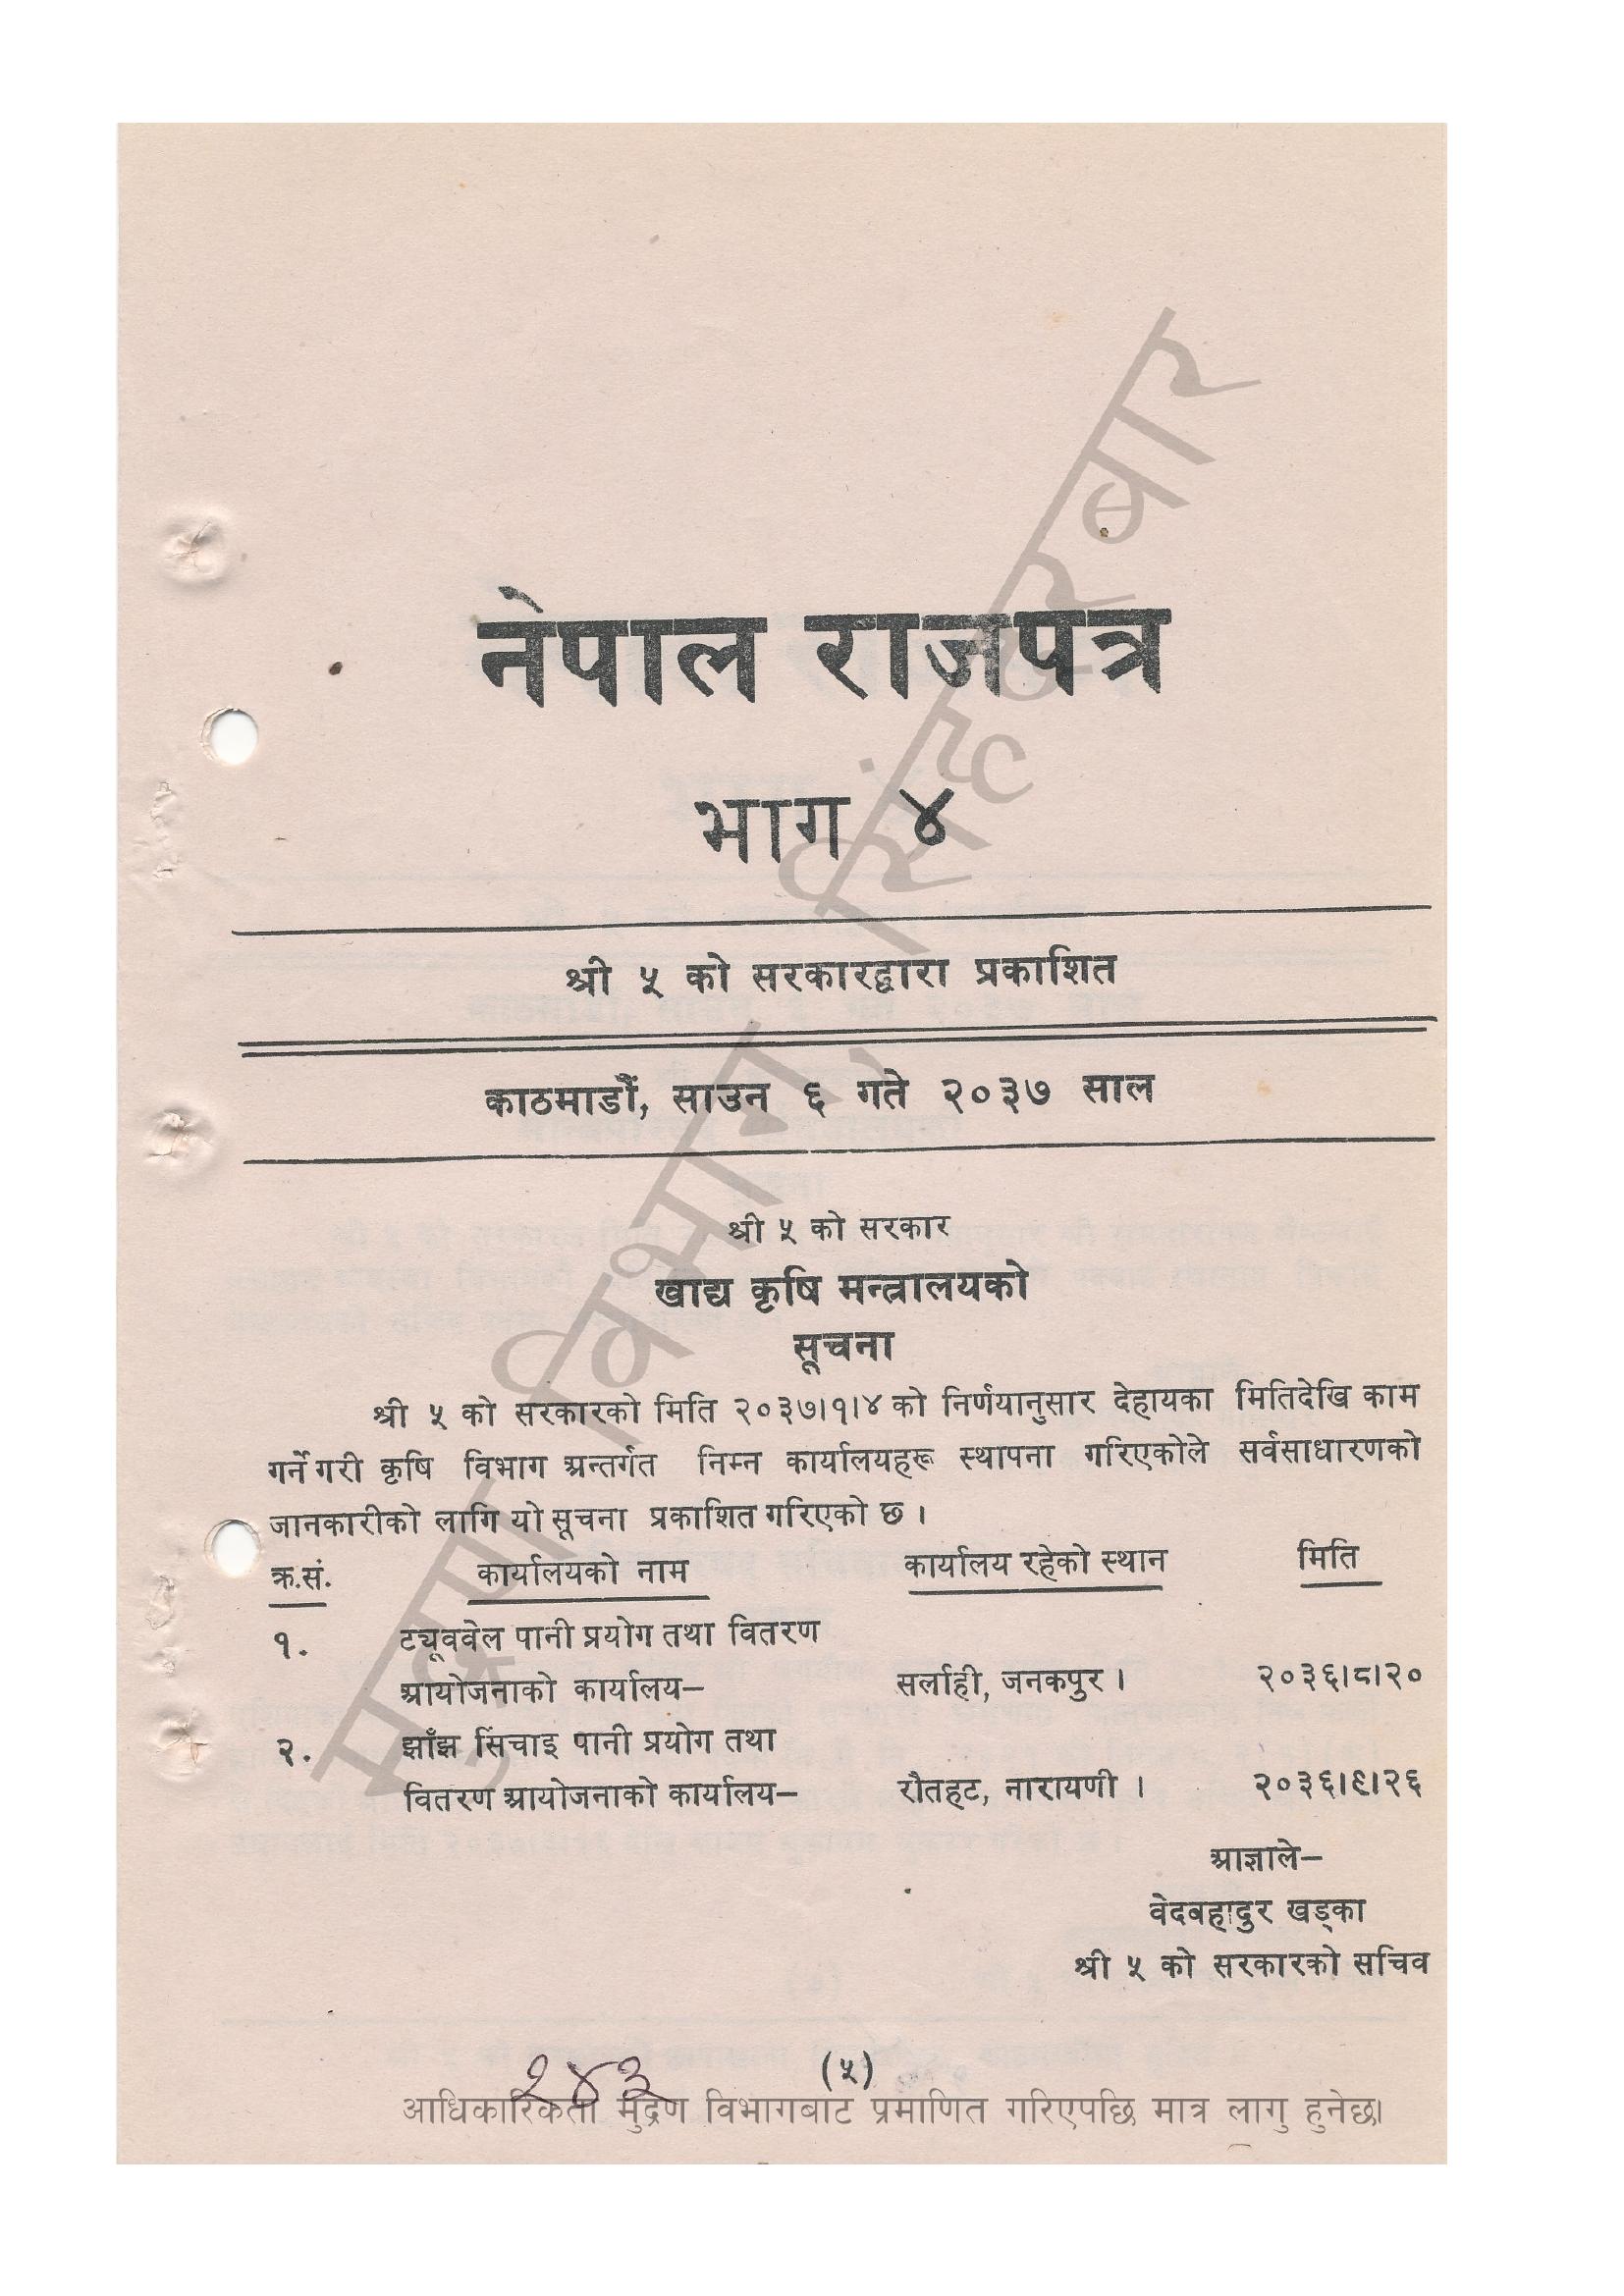 नेपाल राजपत्र
भाग ४
श्री ५ को सरकारद्वारा प्रकाशित
काठमाडौं, साउन ६ गते २०३७ साल
श्री ५ को सरकार
खाद्य कृषि मन्त्रालयको
सूचना
श्री ५ को सरकारको मिति २०३७।१।४ को निर्णयानुसार देहायका मितिदेखि काम
गर्ने गरी कृषि विभाग अन्तर्गत निम्न कार्यालयहरू स्थापना गरिएकोले सर्वसाधारणको
जानकारीको लागि यो सूचना प्रकाशित गरिएको छ ।
क्र.सं. कार्यालयको नाम कार्यालय रहेको स्थान मिति
१. ट्यूववेल पानी प्रयोग तथा वितरण
आयोजनाको कार्यालय– सर्लाही, जनकपुर । २०३६।८।२०
२. झाँझ सिंचाइ पानी प्रयोग तथा
वितरण आयोजनाको कार्यालय– रौतहट, नारायणी । २०३६।९।२६
आज्ञाले–
वेदबहादुर खड्का
श्री ५ को सरकारको सचिव
(५)
२४३
आधिकारिकता मुद्रण विभागबाट प्रमाणित गरिएपछि मात्र लागु हुनेछ।
मुद्रण विभाग, सिंहदरबार